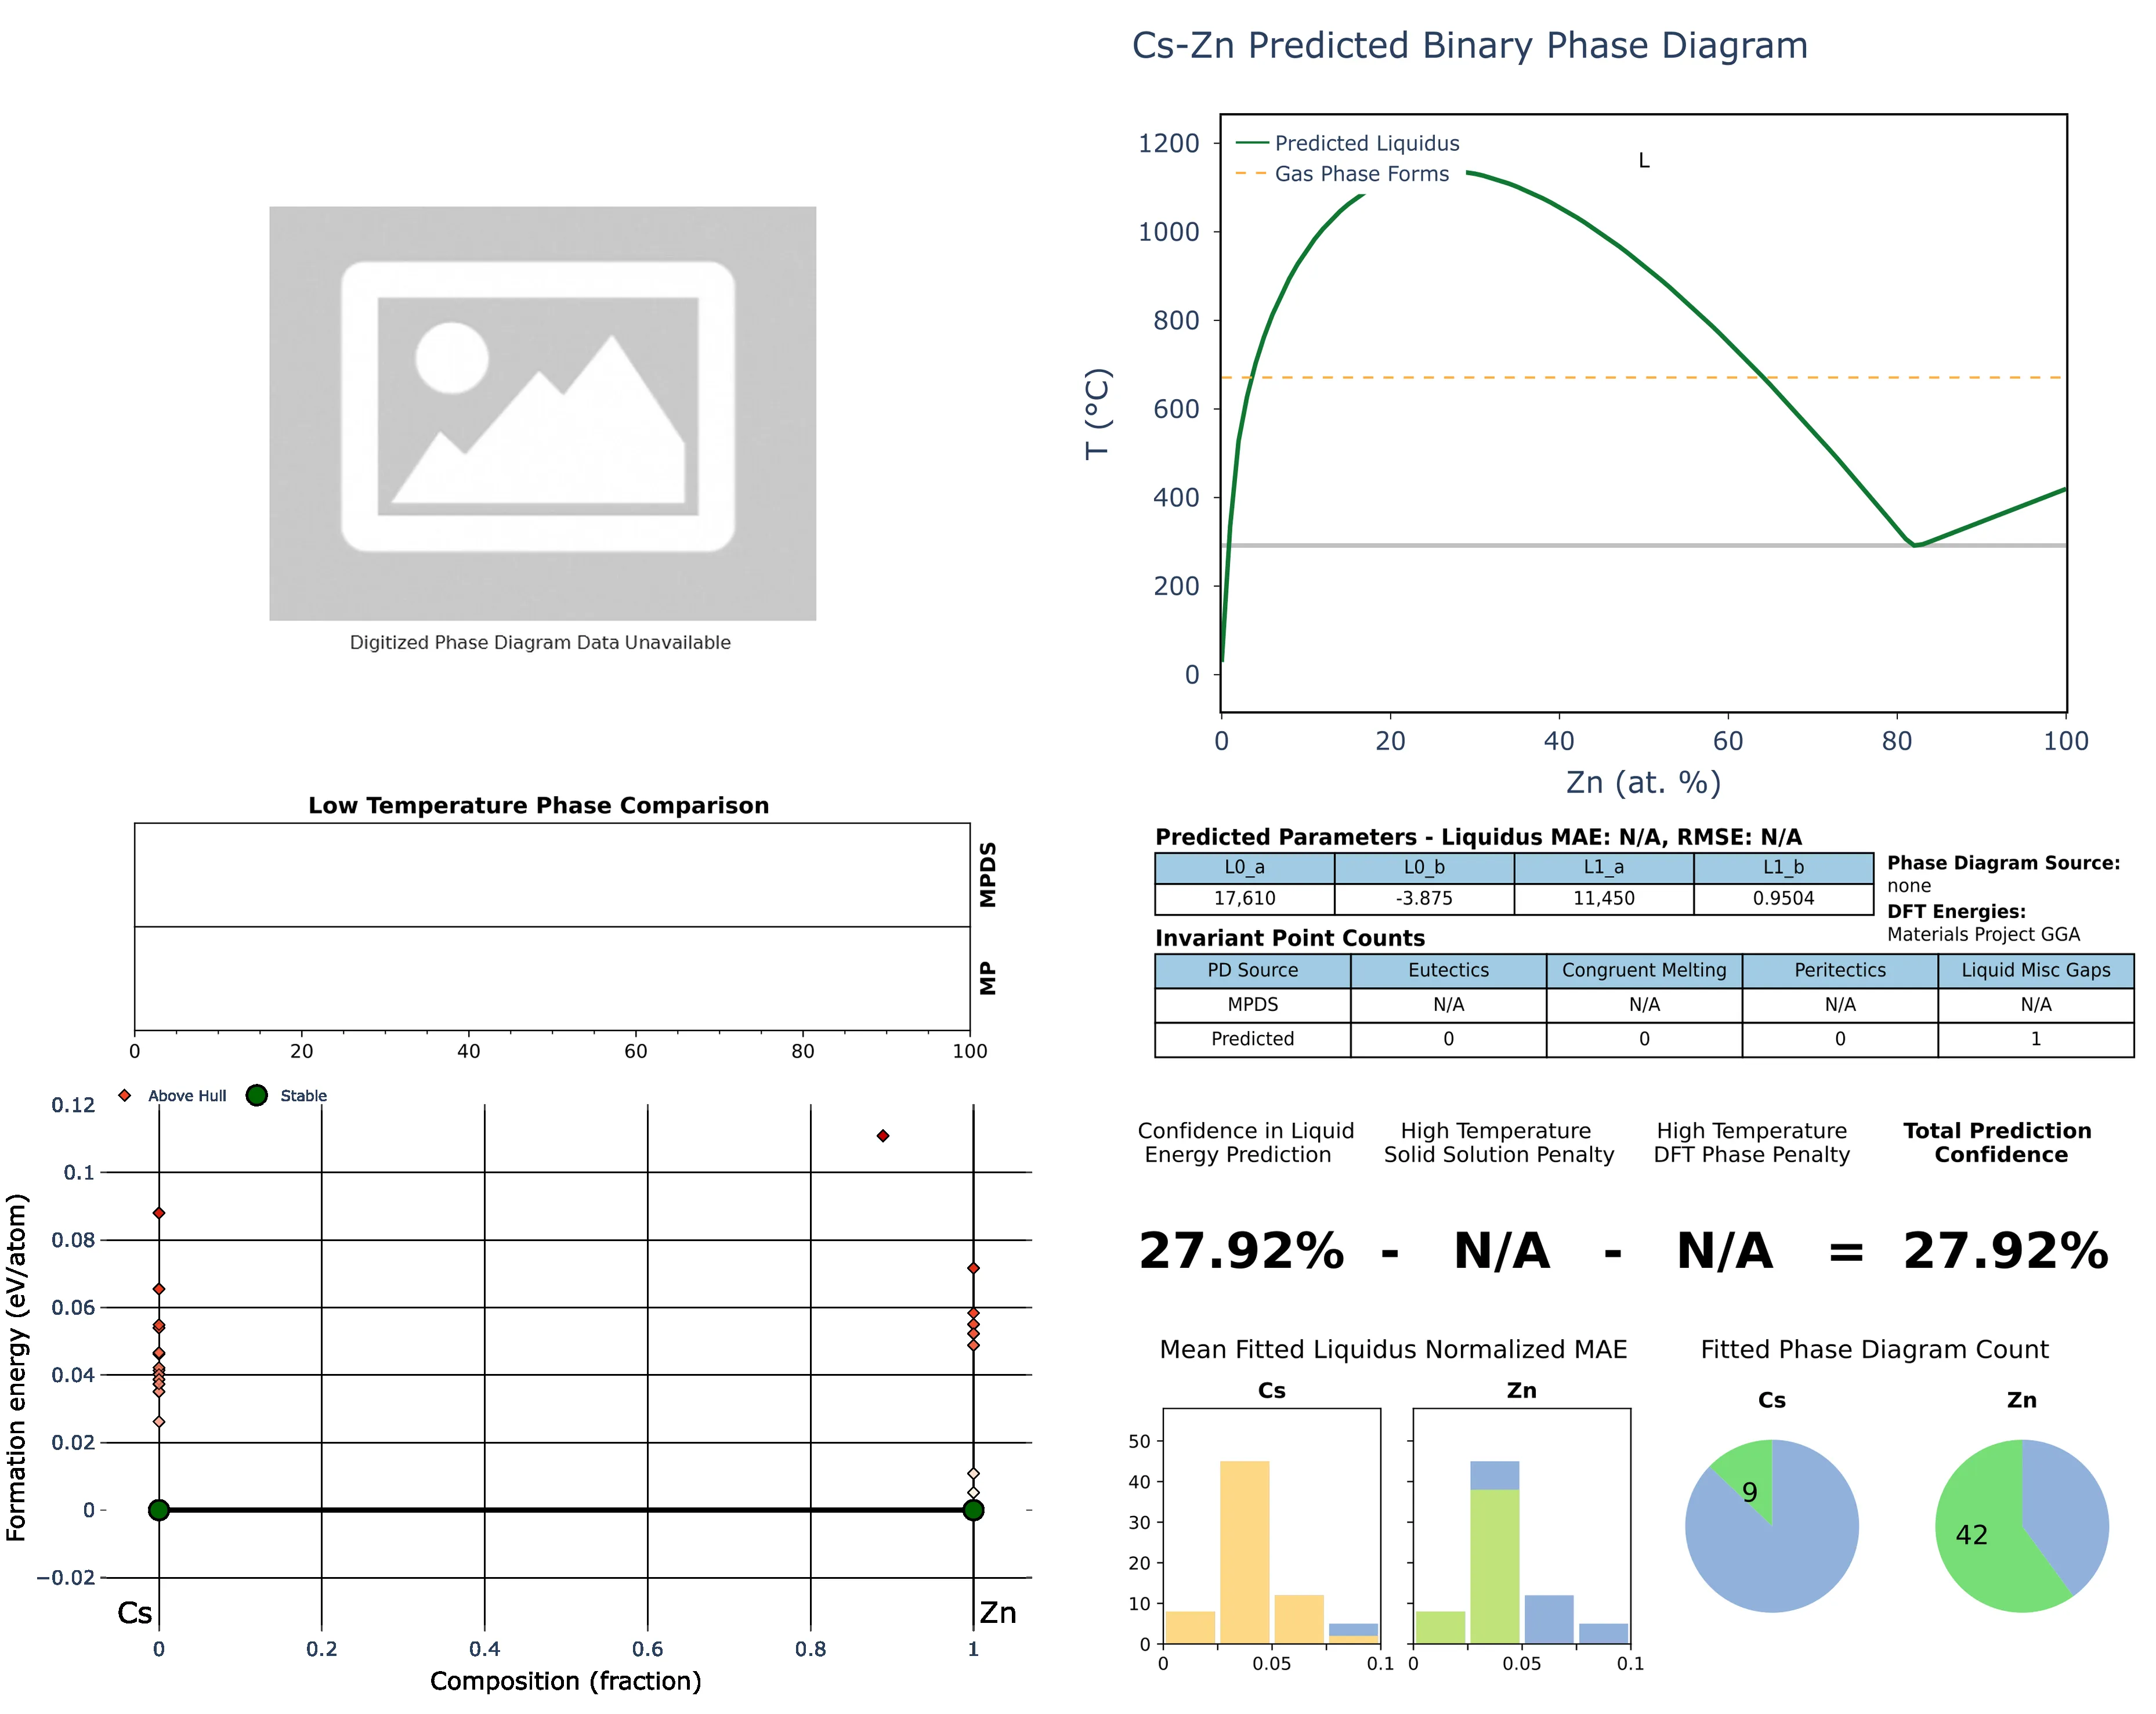 Cs-Zn Predicted Binary Phase Diagram
Predicted Liquidus
Gas Phase Forms
L
1200
1000
800
600
400
200
0
T (°C)
0 20 40 60 80 100
Zn (at. %)
Digitized Phase Diagram Data Unavailable
Low Temperature Phase Comparison
MPDS
MP
0 20 40 60 80 100
Predicted Parameters - Liquidus MAE: N/A, RMSE: N/A
L0_a L0_b L1_a L1_b
17,610 -3.875 11,450 0.9504
Phase Diagram Source:
none
DFT Energies:
Materials Project GGA
Invariant Point Counts
PD Source Eutectics Congruent Melting Peritectics Liquid Misc Gaps
MPDS N/A N/A N/A N/A
Predicted 0 0 0 1
Above Hull Stable
0.12
0.1
0.08
0.06
0.04
0.02
0
−0.02
Formation energy (eV/atom)
Cs Zn
0 0.2 0.4 0.6 0.8 1
Composition (fraction)
Confidence in Liquid
Energy Prediction
High Temperature
Solid Solution Penalty
High Temperature
DFT Phase Penalty
Total Prediction
Confidence
27.92% - N/A - N/A = 27.92%
Mean Fitted Liquidus Normalized MAE
Cs Zn
50
40
30
20
10
0
0 0.05 0.1 0 0.05 0.1
Fitted Phase Diagram Count
Cs Zn
9 42